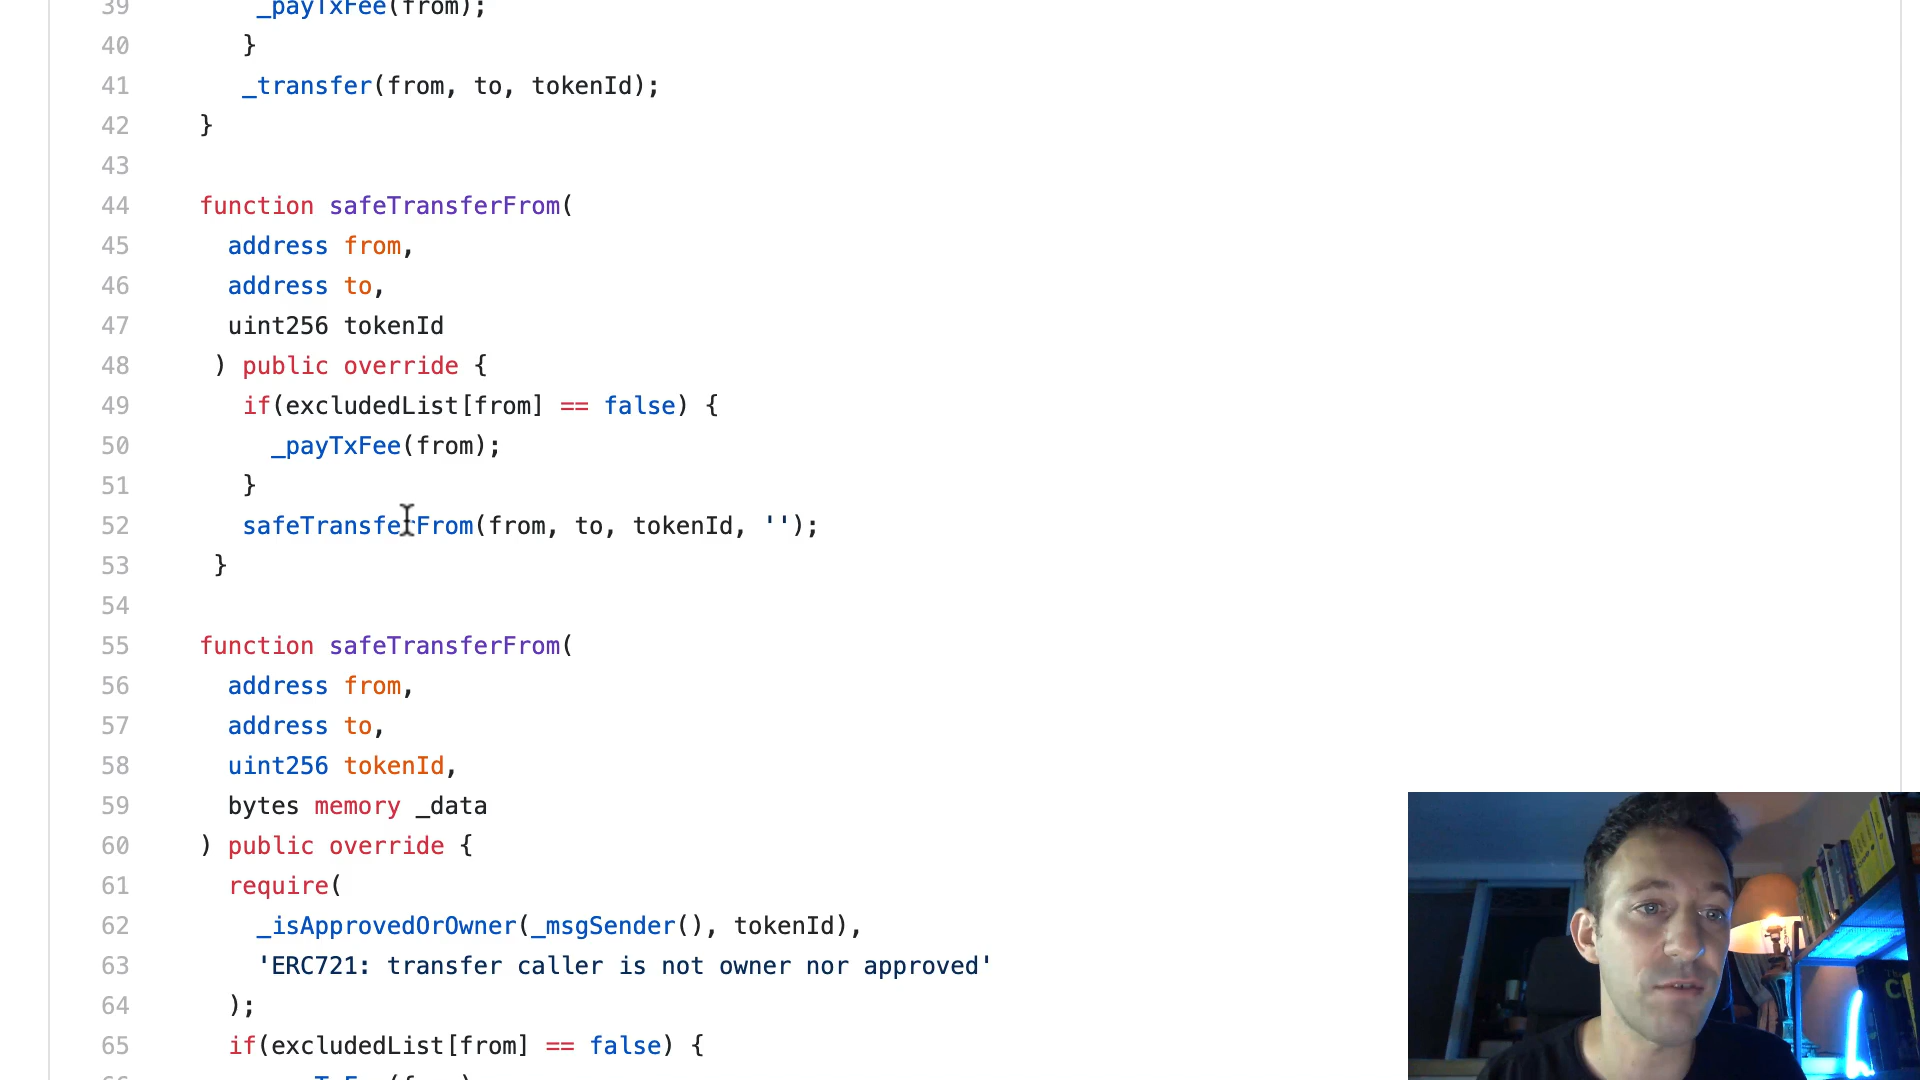 39 _payTxFee(from);
40 }
41 _transfer(from, to, tokenId);
42 }
43
44 function safeTransferFrom(
45 address from,
46 address to,
47 uint256 tokenId
48 ) public override {
49 if(excludedList[from] == false) {
50 _payTxFee(from);
51 }
52 safeTransferFrom(from, to, tokenId, '');
53 }
54
55 function safeTransferFrom(
56 address from,
57 address to,
58 uint256 tokenId,
59 bytes memory _data
60 ) public override {
61 require(
62 _isApprovedOrOwner(_msgSender(), tokenId),
63 'ERC721: transfer caller is not owner nor approved'
64 );
65 if(excludedList[from] == false) {